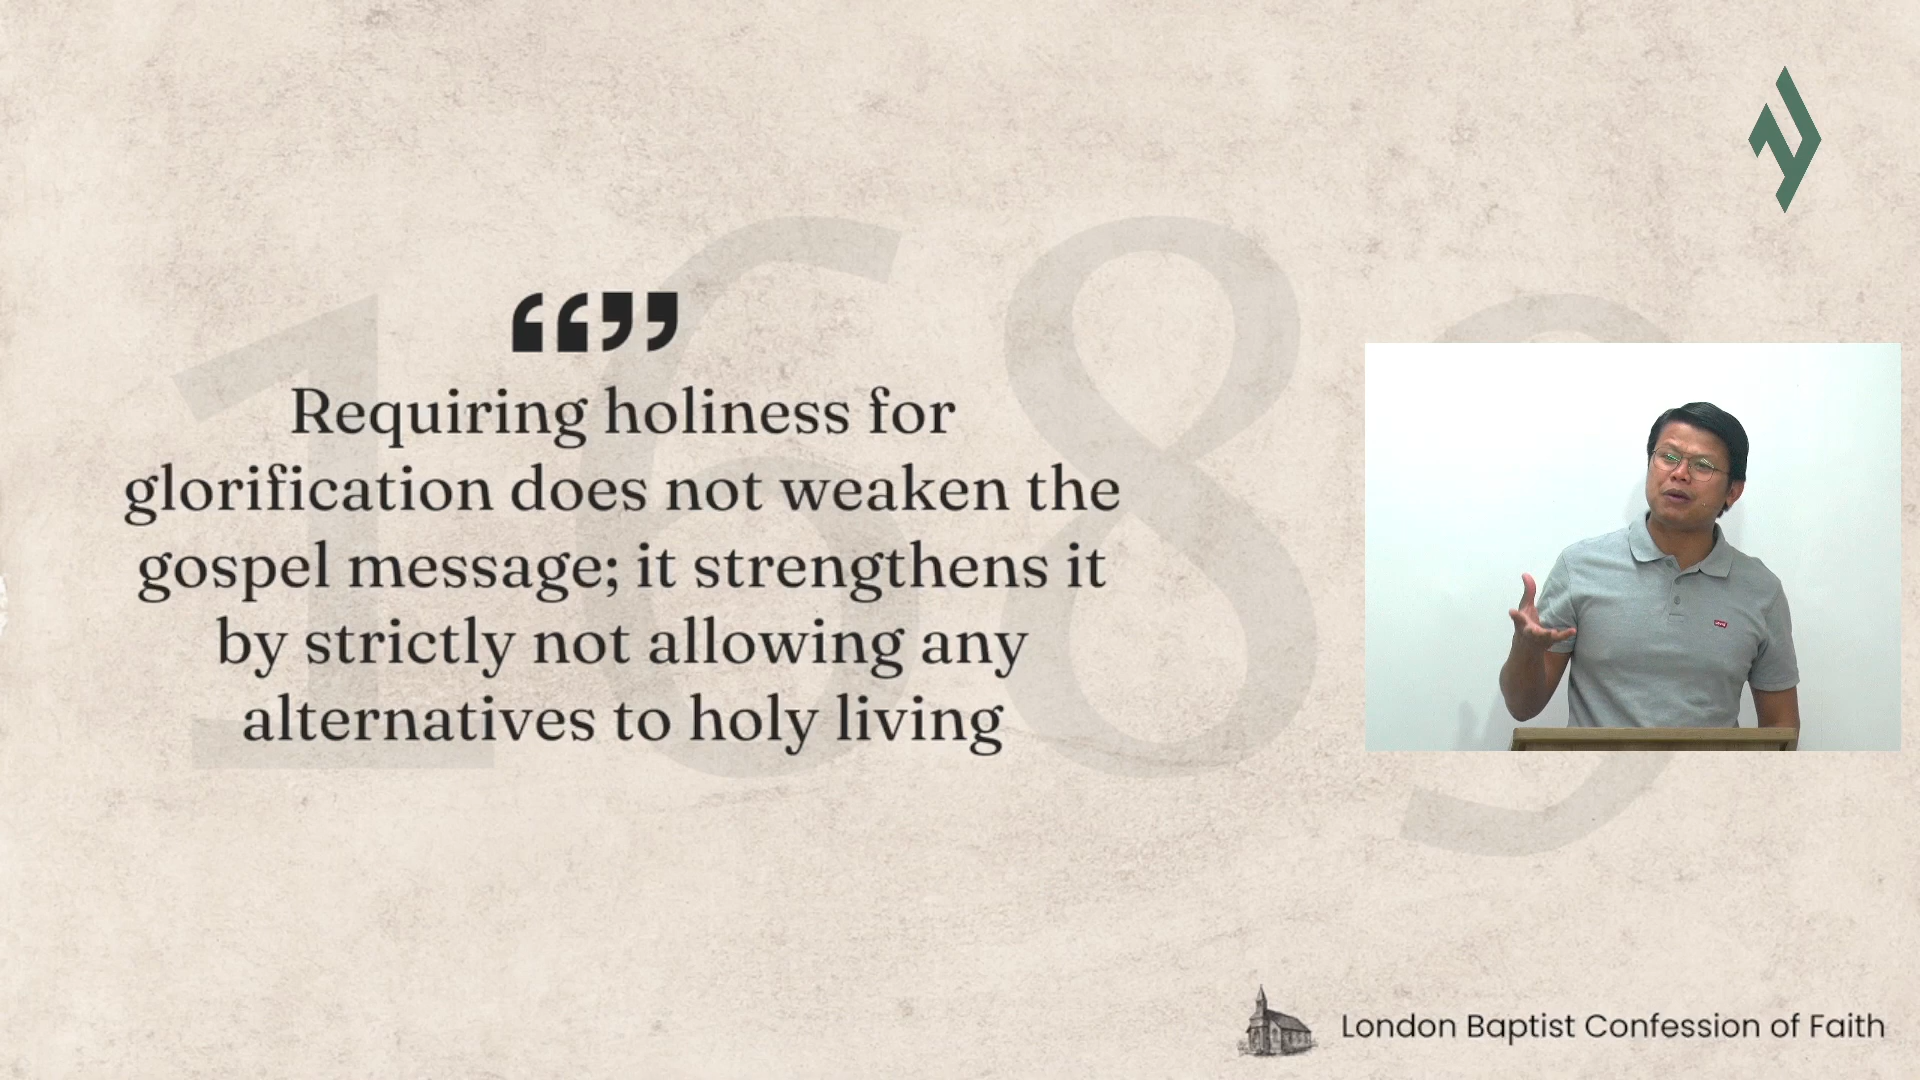 1689
““””
Requiring holiness for
glorification does not weaken the
gospel message; it strengthens it
by strictly not allowing any
alternatives to holy living
London Baptist Confession of Faith